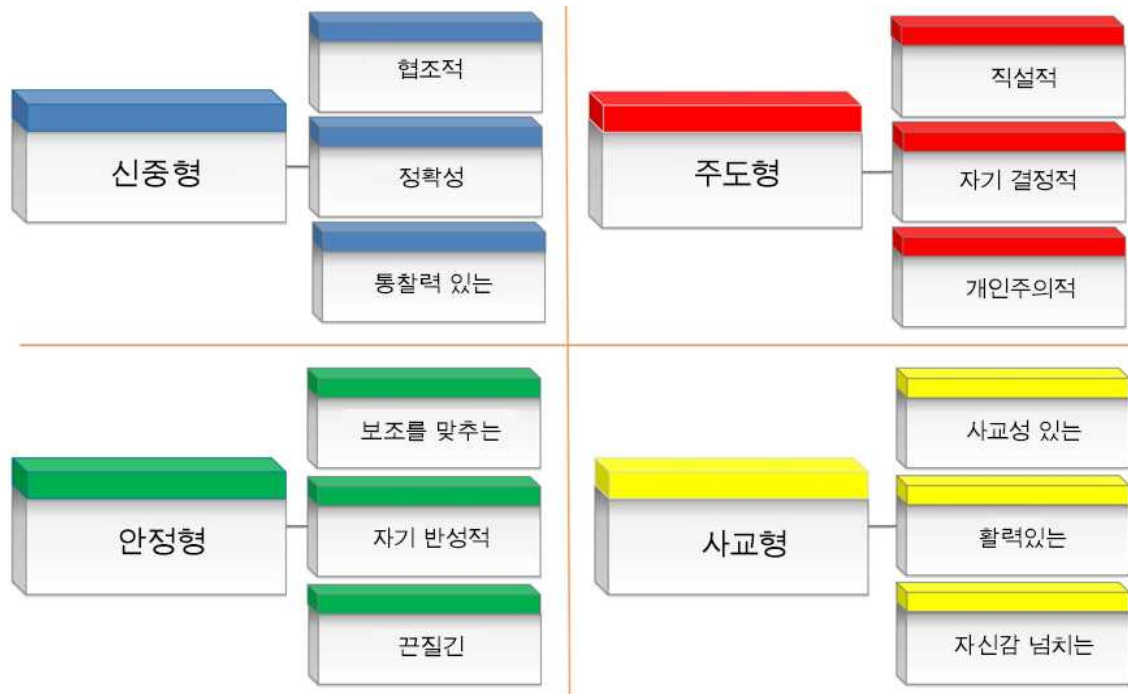 신중형
협조적
정확성
통찰력 있는
주도형
직설적
자기 결정적
개인주의적
안정형
보조를 맞추는
자기 반성적
끈질긴
사교형
사교성 있는
활력있는
자신감 넘치는